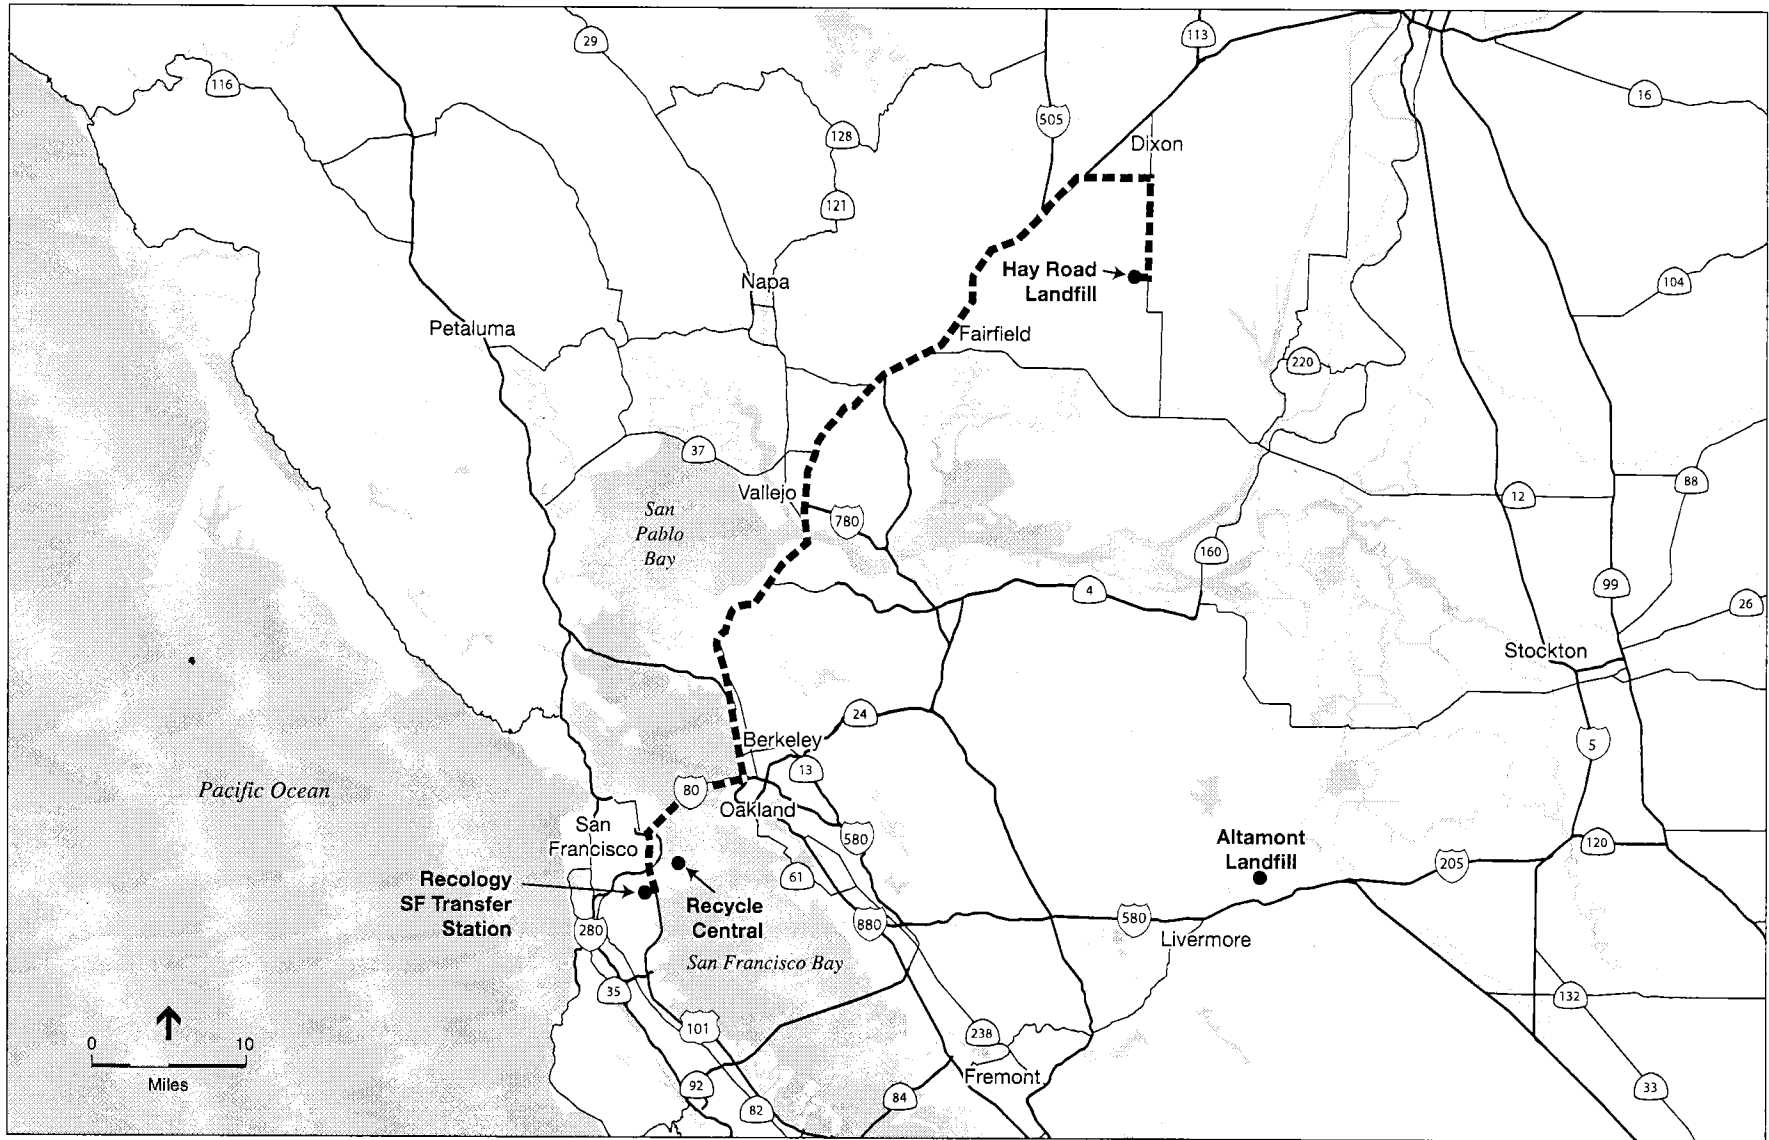 29
113
116
16
505
128
Dixon
121
Hay Road
Landfill
Napa
104
Petaluma
Fairfield
220
37
88
Vallejo
12
San
Pablo
Bay
780
160
99
4
26
Stockton
24
5
Berkeley
13
Pacific Ocean
80
Oakland
San
Francisco
580
Altamont
Landfill
120
205
61
Recology
SF Transfer
Station
Recycle
Central
880
580
280
Livermore
San Francisco Bay
35
132
101
238
0
10
Miles
Fremont
92
84
33
82